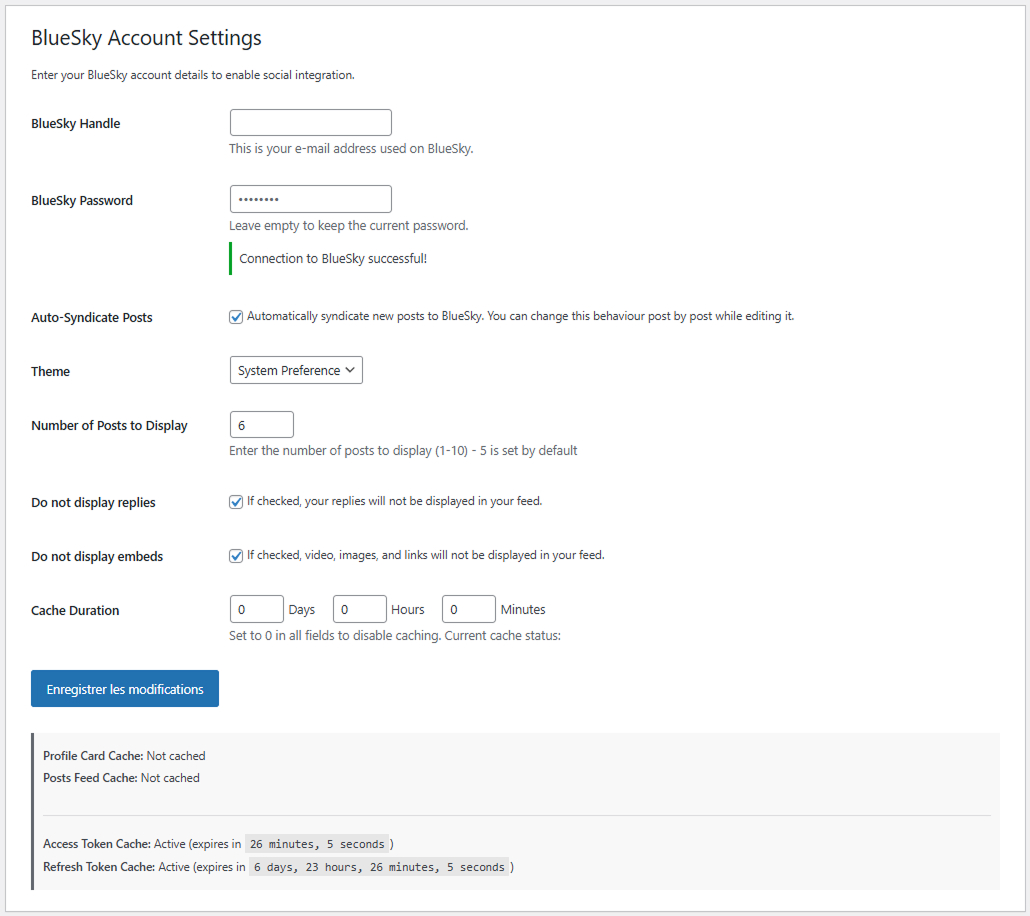 BlueSky Account Settings
Enter your BlueSky account details to enable social integration.
BlueSky Handle
This is your e-mail address used on BlueSky.
BlueSky Password
••••••••
Leave empty to keep the current password.
Connection to BlueSky successful!
Auto-Syndicate Posts
Automatically syndicate new posts to BlueSky. You can change this behaviour post by post while editing it.
Theme
System Preference
Number of Posts to Display
6
Enter the number of posts to display (1-10) - 5 is set by default
Do not display replies
If checked, your replies will not be displayed in your feed.
Do not display embeds
If checked, video, images, and links will not be displayed in your feed.
Cache Duration
0 Days 0 Hours 0 Minutes
Set to 0 in all fields to disable caching. Current cache status:
Enregistrer les modifications
Profile Card Cache: Not cached
Posts Feed Cache: Not cached
Access Token Cache: Active (expires in 26 minutes, 5 seconds )
Refresh Token Cache: Active (expires in 6 days, 23 hours, 26 minutes, 5 seconds )